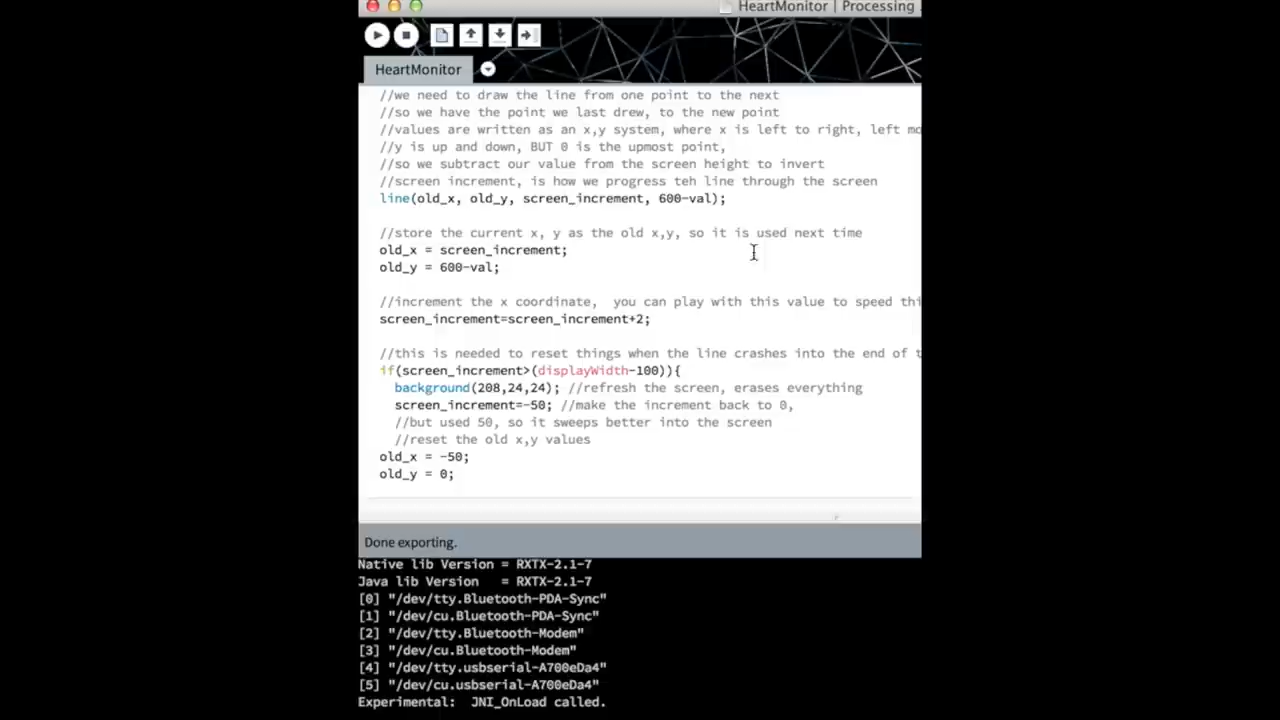 HeartMonitor | Processing
HeartMonitor
//we need to draw the line from one point to the next
//so we have the point we last drew, to the new point
//values are written as an x,y system, where x is left to right, left mo
//y is up and down, BUT 0 is the upmost point,
//so we subtract our value from the screen height to invert
//screen increment, is how we progress teh line through the screen
line(old_x, old_y, screen_increment, 600-val);
//store the current x, y as the old x,y, so it is used next time
old_x = screen_increment;
old_y = 600-val;
//increment the x coordinate,  you can play with this value to speed thi
screen_increment=screen_increment+2;
//this is needed to reset things when the line crashes into the end of t
if(screen_increment>(displayWidth-100)){
background(208,24,24); //refresh the screen, erases everything
screen_increment=-50; //make the increment back to 0,
//but used 50, so it sweeps better into the screen
//reset the old x,y values
old_x = -50;
old_y = 0;
Done exporting.
Native lib Version = RXTX-2.1-7
Java lib Version   = RXTX-2.1-7
[0] "/dev/tty.Bluetooth-PDA-Sync"
[1] "/dev/cu.Bluetooth-PDA-Sync"
[2] "/dev/tty.Bluetooth-Modem"
[3] "/dev/cu.Bluetooth-Modem"
[4] "/dev/tty.usbserial-A700eDa4"
[5] "/dev/cu.usbserial-A700eDa4"
Experimental:  JNI_OnLoad called.